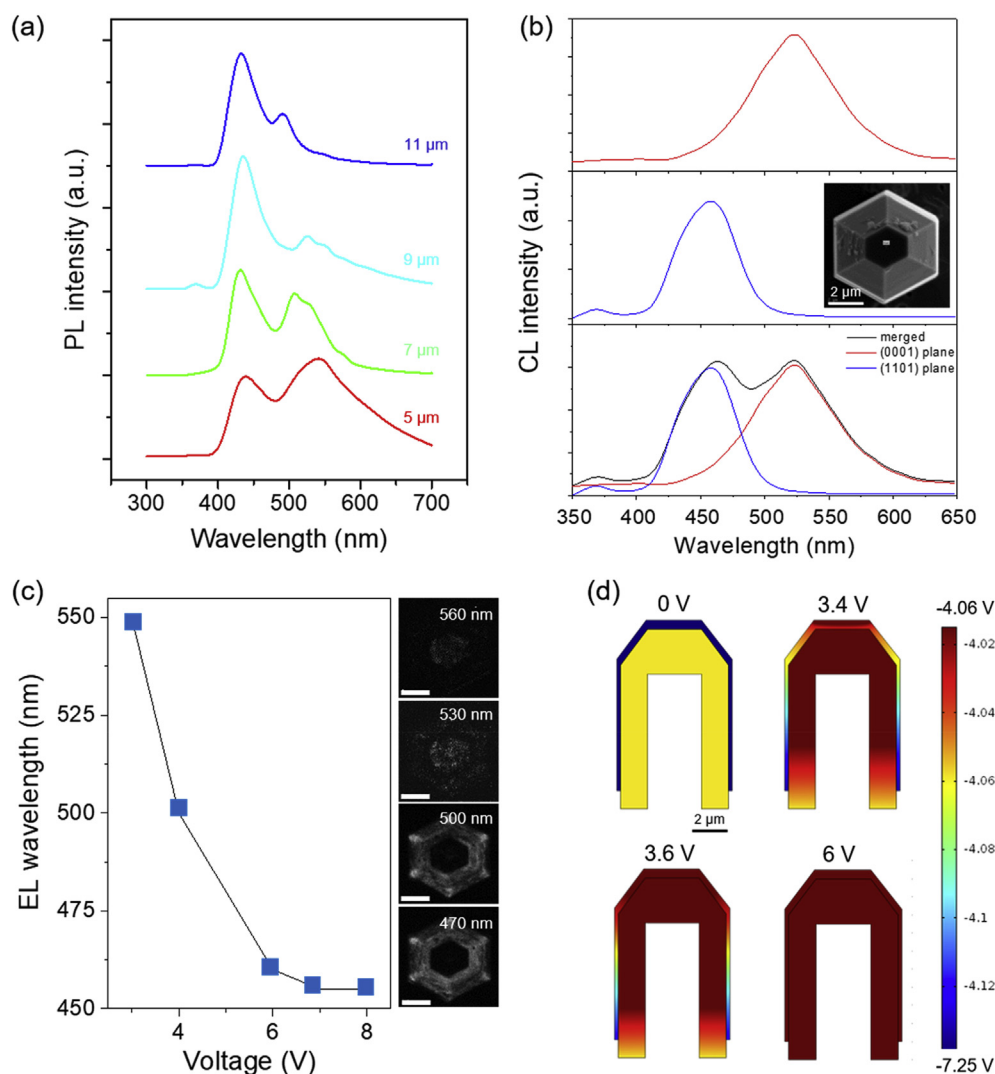 (a)
PL intensity (a.u.)
11 µm
9 µm
7 µm
5 µm
300 400 500 600 700
Wavelength (nm)
(b)
CL intensity (a.u.)
2 µm
merged
(0001) plane
(1101) plane
350 400 450 500 550 600 650
Wavelength (nm)
(c)
EL wavelength (nm)
550
525
500
475
450
4 6 8
Voltage (V)
560 nm
530 nm
500 nm
470 nm
(d)
0 V
3.4 V
2 µm
3.6 V
6 V
-4.06 V
-4.02
-4.04
-4.06
-4.08
-4.1
-4.12
-7.25 V